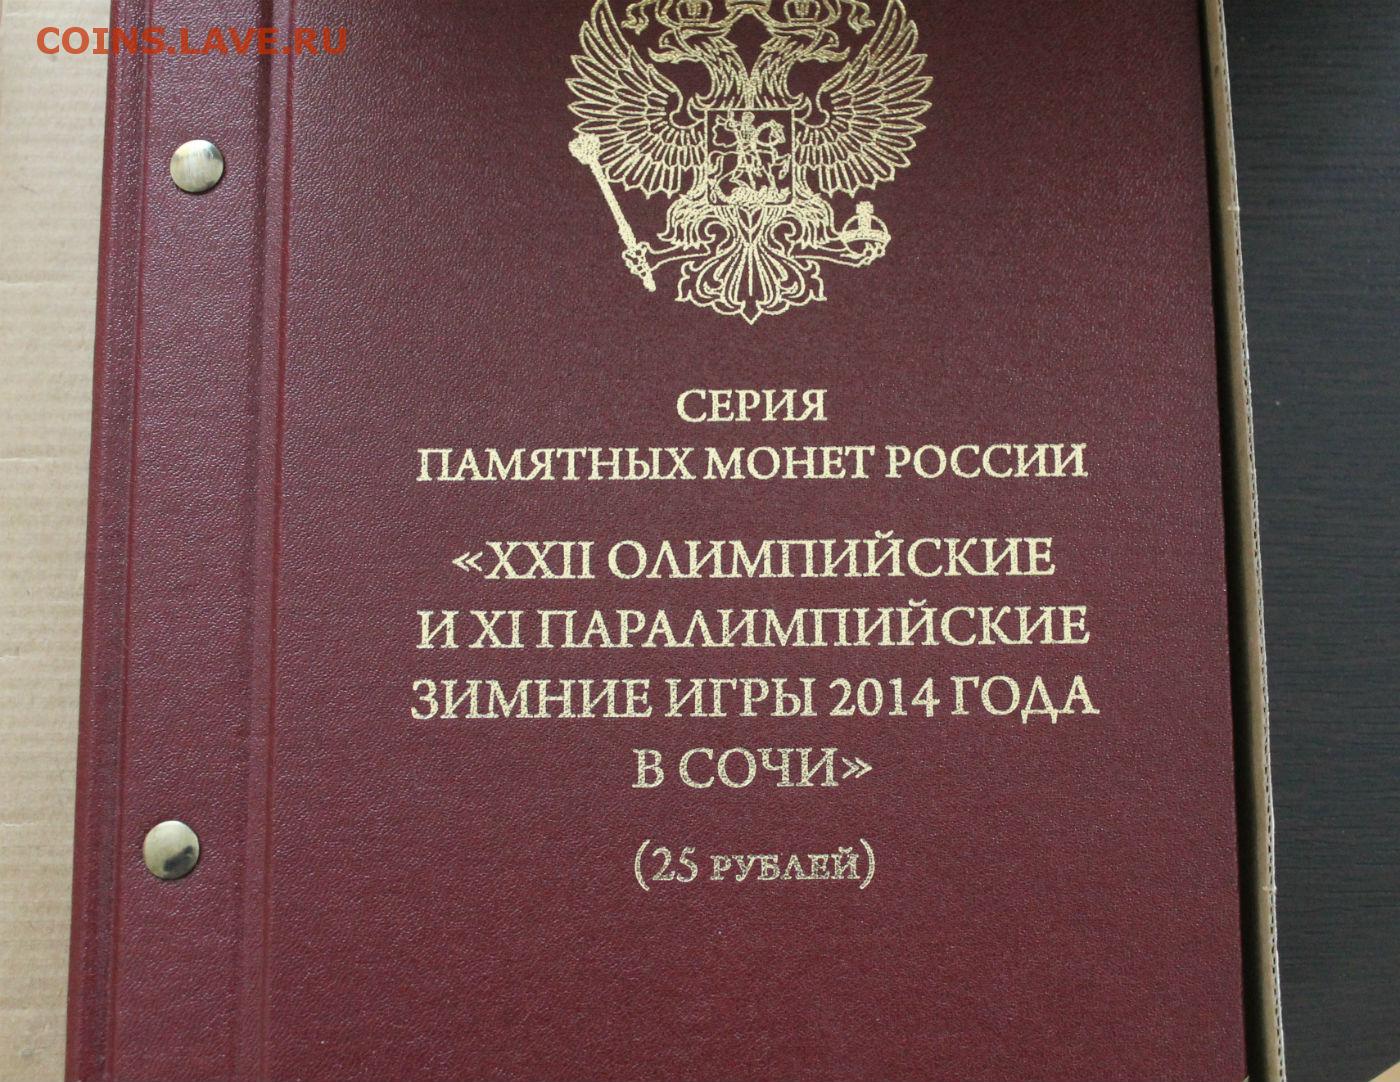 COINS.LAVE.RU
СЕРИЯ
ПАМЯТНЫХ МОНЕТ РОССИИ
«XXII ОЛИМПИЙСКИЕ
И XI ПАРАЛИМПИЙСКИЕ
ЗИМНИЕ ИГРЫ 2014 ГОДА
В СОЧИ»
(25 РУБЛЕЙ)